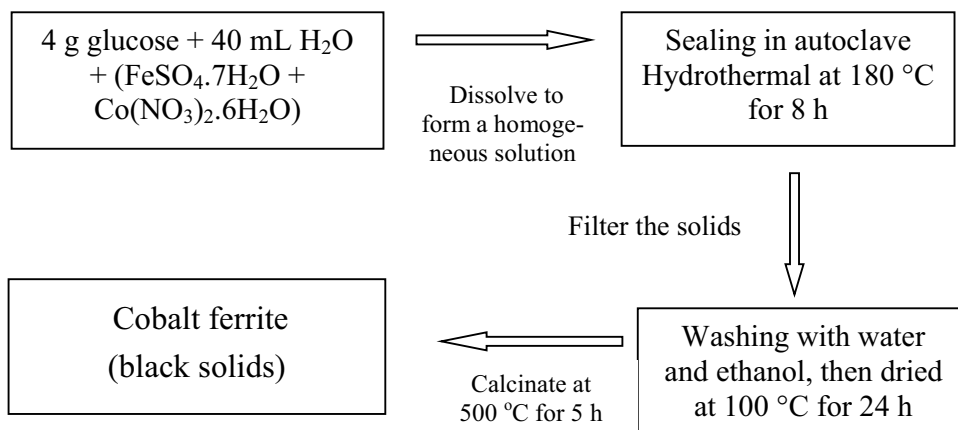 4 g glucose + 40 mL H₂O
+ (FeSO₄.7H₂O +
Co(NO₃)₂.6H₂O)
Dissolve to
form a homoge-
neous solution
Sealing in autoclave
Hydrothermal at 180 °C
for 8 h
Filter the solids
Washing with water
and ethanol, then dried
at 100 °C for 24 h
Calcinate at
500 °C for 5 h
Cobalt ferrite
(black solids)